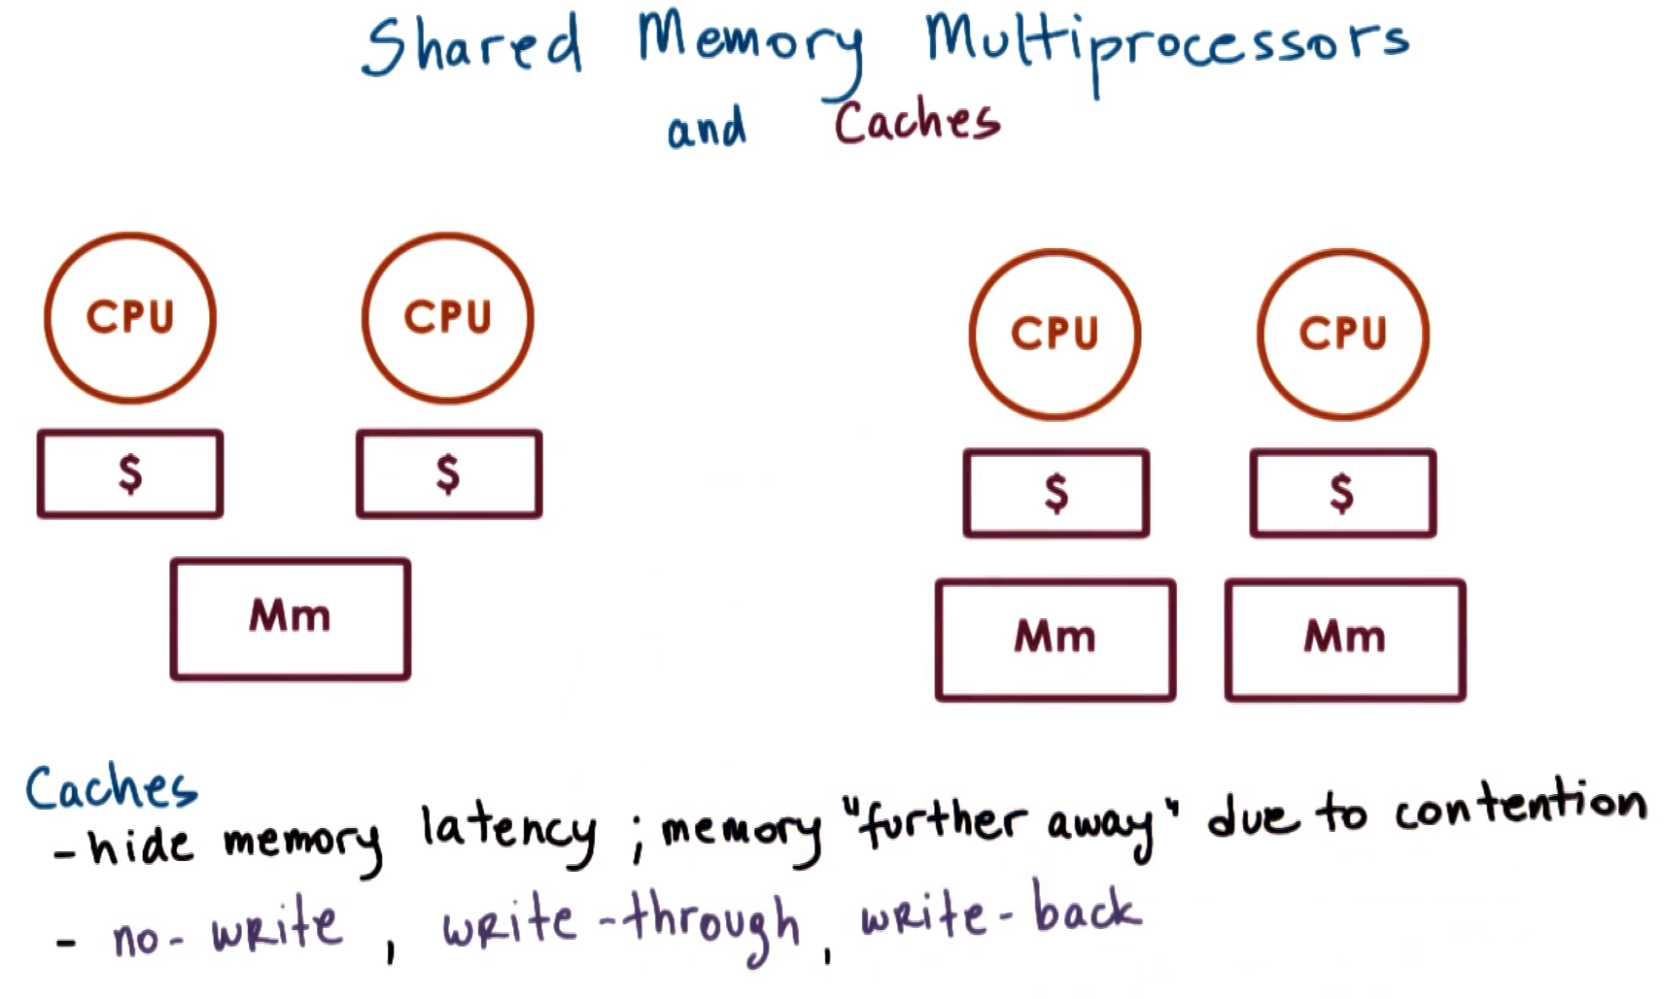 Shared Memory Multiprocessors
and Caches
CPU CPU CPU CPU
$ $ $ $
Mm Mm Mm
Caches
- hide memory latency ; memory "further away" due to contention
- no-write , write-through, write-back